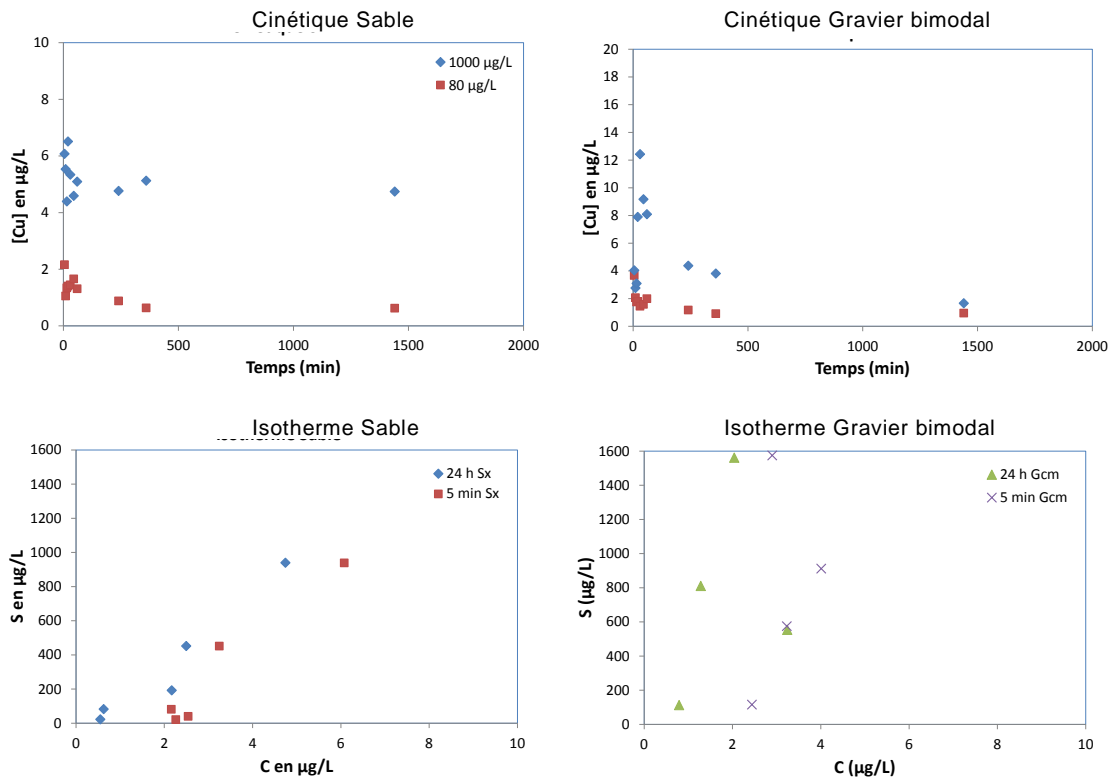 Cinétique Sable
10
8
6
4
2
0
[Cu] en µg/L
1000 µg/L
80 µg/L
0 500 1000 1500 2000
Temps (min)
Cinétique Gravier bimodal
20
18
16
14
12
10
8
6
4
2
0
[Cu] en µg/L
0 500 1000 1500 2000
Temps (min)
Isotherme Sable
Isotherme Sable
1600
1400
1200
1000
800
600
400
200
0
S en µg/L
24 h Sx
5 min Sx
0 2 4 6 8 10
C en µg/L
Isotherme Gravier bimodal
1600
1400
1200
1000
800
600
400
200
0
S (µg/L)
24 h Gcm
5 min Gcm
0 2 4 6 8 10
C (µg/L)